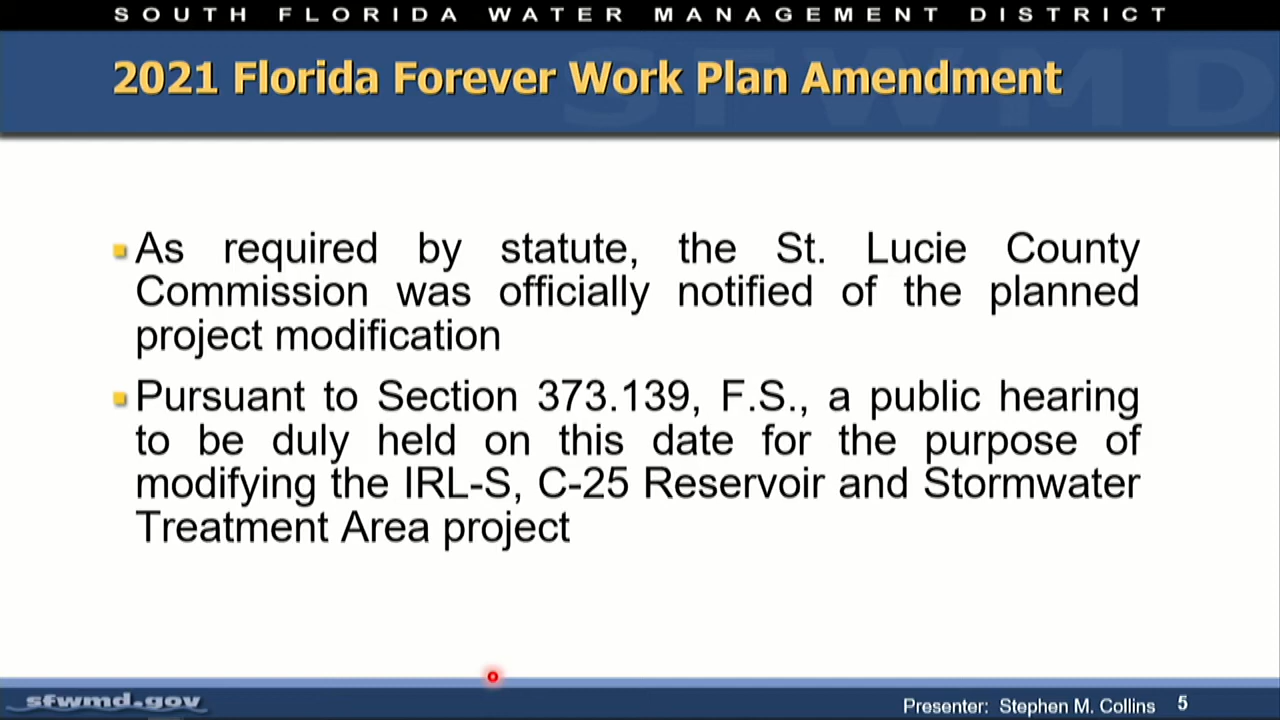 SOUTH FLORIDA WATER MANAGEMENT DISTRICT
SFWMD
2021 Florida Forever Work Plan Amendment
As required by statute, the St. Lucie County
Commission was officially notified of the planned
project modification
Pursuant to Section 373.139, F.S., a public hearing
to be duly held on this date for the purpose of
modifying the IRL-S, C-25 Reservoir and Stormwater
Treatment Area project
sfwmd.gov
Presenter: Stephen M. Collins 5